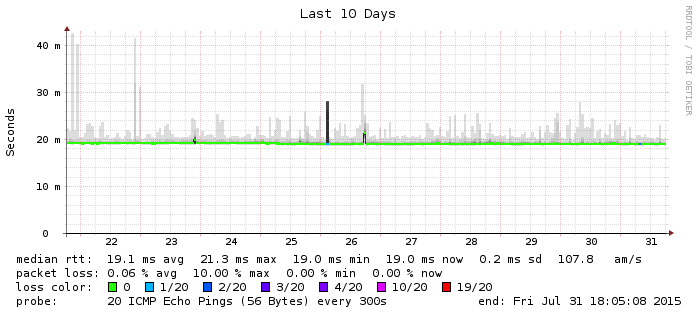 Last 10 Days
RRDTOOL / TOBI OETIKER
Seconds
40 m
30 m
20 m
10 m
0
22 23 24 25 26 27 28 29 30 31
median rtt: 19.1 ms avg 21.3 ms max 19.0 ms min 19.0 ms now 0.2 ms sd 107.8 am/s
packet loss: 0.06 % avg 10.00 % max 0.00 % min 0.00 % now
loss color: 0 1/20 2/20 3/20 4/20 10/20 19/20
probe: 20 ICMP Echo Pings (56 Bytes) every 300s end: Fri Jul 31 18:05:08 2015